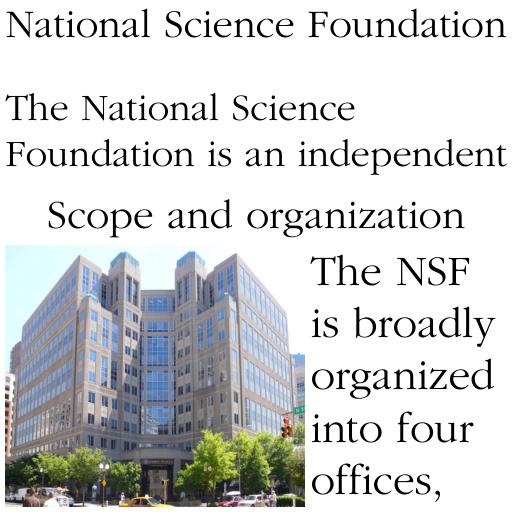 National Science Foundation
The National Science
Foundation is an independent
Scope and organization
The NSF
is broadly
organized
into four
offices,